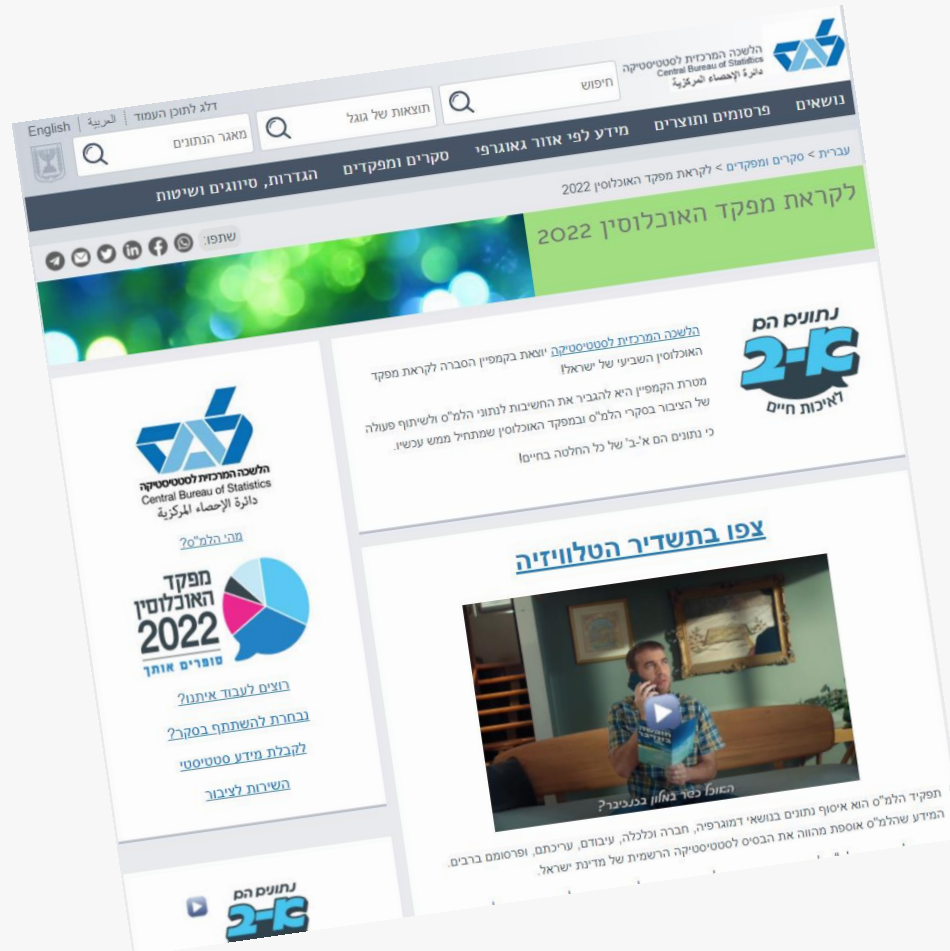 הלשכה המרכזית לסטטיסטיקה
Central Bureau of Statistics
دائرة الإحصاء المركزية
חיפוש
תוצאות של גוגל
מאגר הנתונים
דלג לתוכן העמוד | العربية | English
נושאים
פרסומים ותוצרים
מידע לפי אזור גאוגרפי
סקרים ומפקדים
הגדרות, סיווגים ושיטות
עברית > סקרים ומפקדים > לקראת מפקד האוכלוסין 2022
לקראת מפקד האוכלוסין 2022
שתפו:
נתונים הם
א-ב
לאיכות חיים
הלשכה המרכזית לסטטיסטיקה יוצאת בקמפיין הסברה לקראת מפקד
האוכלוסין השביעי של ישראל!
מטרת הקמפיין היא להגביר את החשיבות לנתוני הלמ"ס ולשיתוף פעולה
של הציבור בסקרי הלמ"ס ובמפקד האוכלוסין שמתחיל ממש עכשיו.
כי נתונים הם א'-ב' של כל החלטה בחיים!
צפו בתשדיר הטלוויזיה
האוכל כשר במלון בזנזיבר?
תפקיד הלמ"ס הוא איסוף נתונים בנושאי דמוגרפיה, חברה וכלכלה, עיבודם, עריכתם, ופרסומם ברבים.
המידע שהלמ"ס אוספת מהווה את הבסיס לסטטיסטיקה הרשמית של מדינת ישראל.
הלשכה המרכזית לסטטיסטיקה
Central Bureau of Statistics
دائرة الإحصاء المركزية
מהי הלמ"ס?
מפקד
האוכלוסין
2022
סופרים אותך
רוצים לעבוד איתנו?
נבחרת להשתתף בסקר?
לקבלת מידע סטטיסטי
השירות לציבור
נתונים הם
א-ב